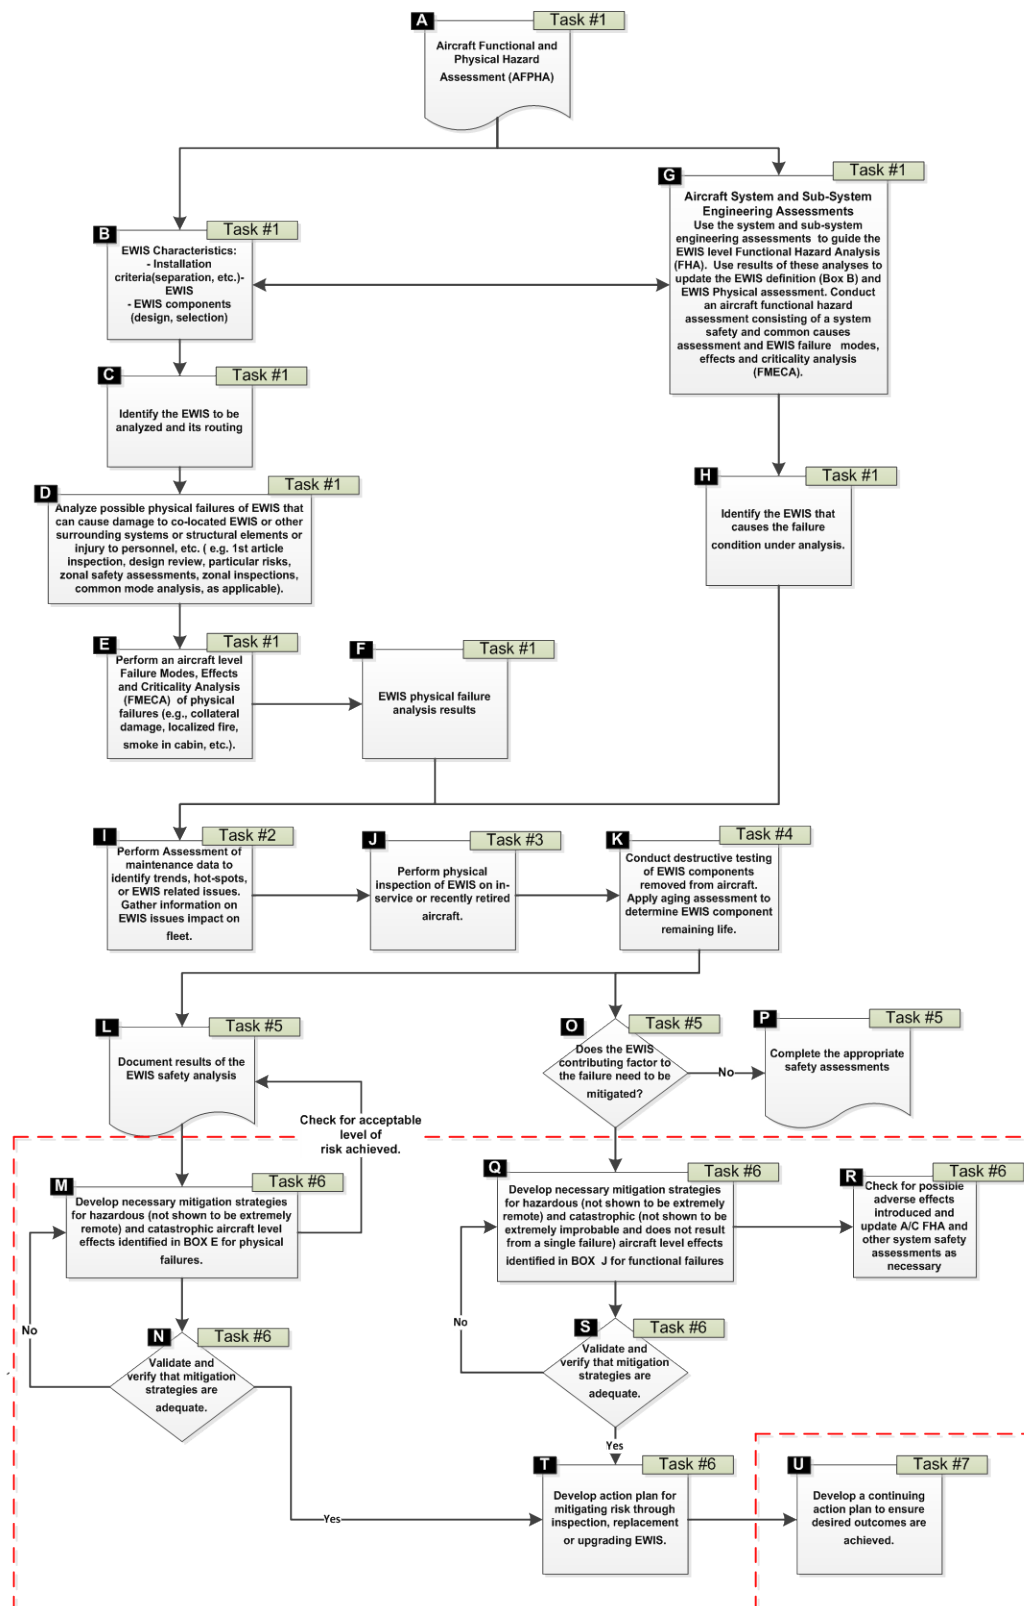 A
Task #1
Aircraft Functional and
Physical Hazard
Assessment (AFPHA)
G
Task #1
Aircraft System and Sub-System
Engineering Assessments
Use the system and sub-system
engineering assessments to guide the
EWIS level Functional Hazard Analysis
(FHA). Use results of these analyses to
update the EWIS definition (Box B) and
EWIS Physical assessment. Conduct
an aircraft functional hazard
assessment consisting of a system
safety and common causes
assessment and EWIS failure modes,
effects and criticality analysis
(FMECA).
B
Task #1
EWIS Characteristics:
- Installation
criteria(separation, etc.)-
EWIS
- EWIS components
(design, selection)
C
Task #1
Identify the EWIS to be
analyzed and its routing
D
Task #1
Analyze possible physical failures of EWIS that
can cause damage to co-located EWIS or other
surrounding systems or structural elements or
injury to personnel, etc. ( e.g. 1st article
inspection, design review, particular risks,
zonal safety assessments, zonal inspections,
common mode analysis, as applicable).
H
Task #1
Identify the EWIS that
causes the failure
condition under analysis.
E
Task #1
Perform an aircraft level
Failure Modes, Effects
and Criticality Analysis
(FMECA) of physical
failures (e.g., collateral
damage, localized fire,
smoke in cabin, etc.).
F
Task #1
EWIS physical failure
analysis results
I
Task #2
Perform Assessment of
maintenance data to
identify trends, hot-spots,
or EWIS related issues.
Gather information on
EWIS issues impact on
fleet.
J
Task #3
Perform physical
inspection of EWIS on in-
service or recently retired
aircraft.
K
Task #4
Conduct destructive testing
of EWIS components
removed from aircraft.
Apply aging assessment to
determine EWIS component
remaining life.
L
Task #5
Document results of the
EWIS safety analysis
O
Task #5
Does the EWIS
contributing factor to
the failure need to be
mitigated?
No
P
Task #5
Complete the appropriate
safety assessments
Check for acceptable
level of
risk achieved.
M
Task #6
Develop necessary mitigation strategies
for hazardous (not shown to be extremely
remote) and catastrophic aircraft level
effects identified in BOX E for physical
failures.
Q
Task #6
Develop necessary mitigation strategies
for hazardous (not shown to be extremely
remote) and catastrophic (not shown to be
extremely improbable and does not result
from a single failure) aircraft level effects
identified in BOX J for functional failures
R
Task #6
Check for possible
adverse effects
introduced and
update A/C FHA and
other system safety
assessments as
necessary
No
N
Task #6
Validate and
verify that mitigation
strategies are
adequate.
No
S
Task #6
Validate and
verify that mitigation
strategies are
adequate.
Yes
Yes
T
Task #6
Develop action plan for
mitigating risk through
inspection, replacement
or upgrading EWIS.
U
Task #7
Develop a continuing
action plan to ensure
desired outcomes are
achieved.